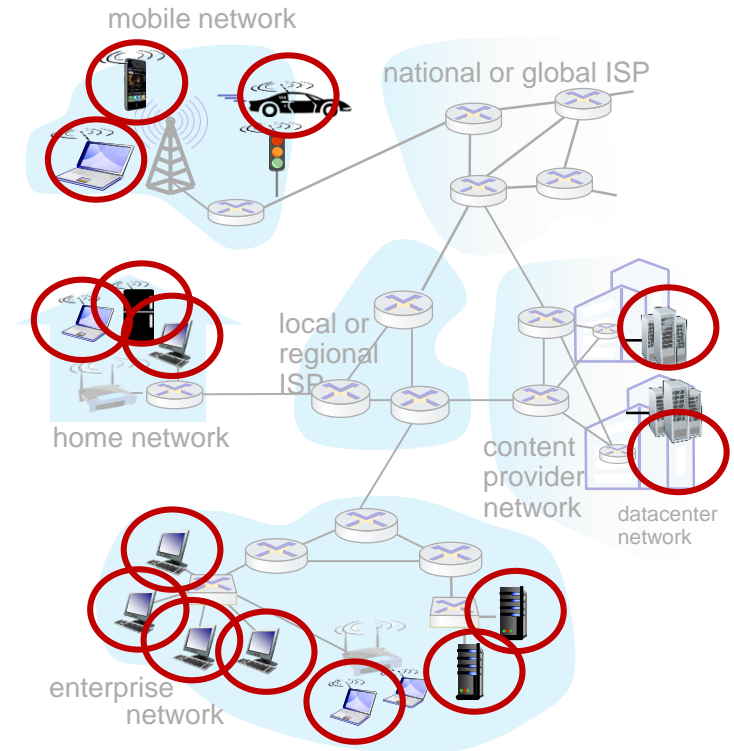 mobile network
national or global ISP
local or
regional
ISP
home network
content
provider
network
datacenter
network
enterprise
network